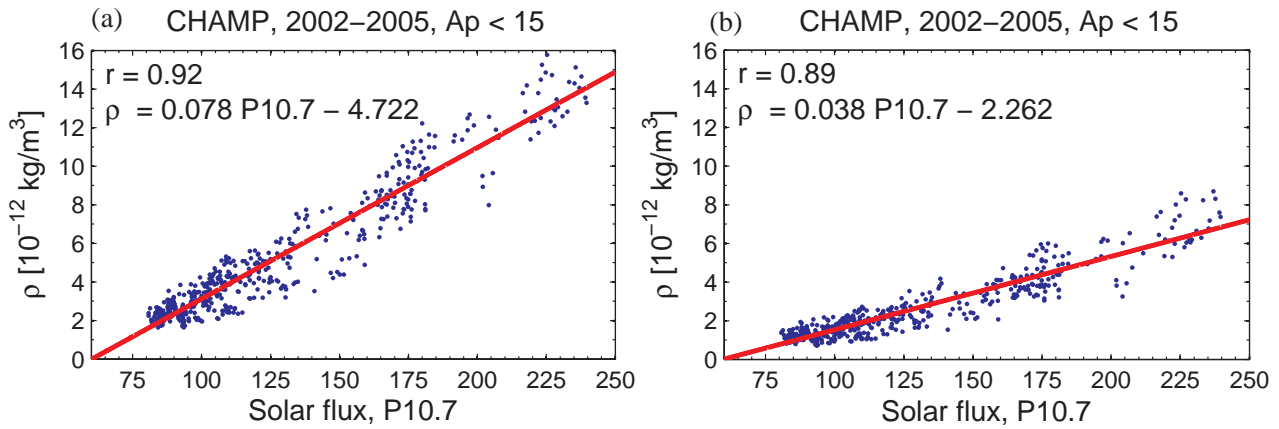 (a) CHAMP, 2002−2005, Ap < 15
r = 0.92
ρ = 0.078 P10.7 − 4.722
ρ [10⁻¹² kg/m³]
16
14
12
10
8
6
4
2
0
75 100 125 150 175 200 225 250
Solar flux, P10.7
(b) CHAMP, 2002−2005, Ap < 15
r = 0.89
ρ = 0.038 P10.7 − 2.262
ρ [10⁻¹² kg/m³]
16
14
12
10
8
6
4
2
0
75 100 125 150 175 200 225 250
Solar flux, P10.7